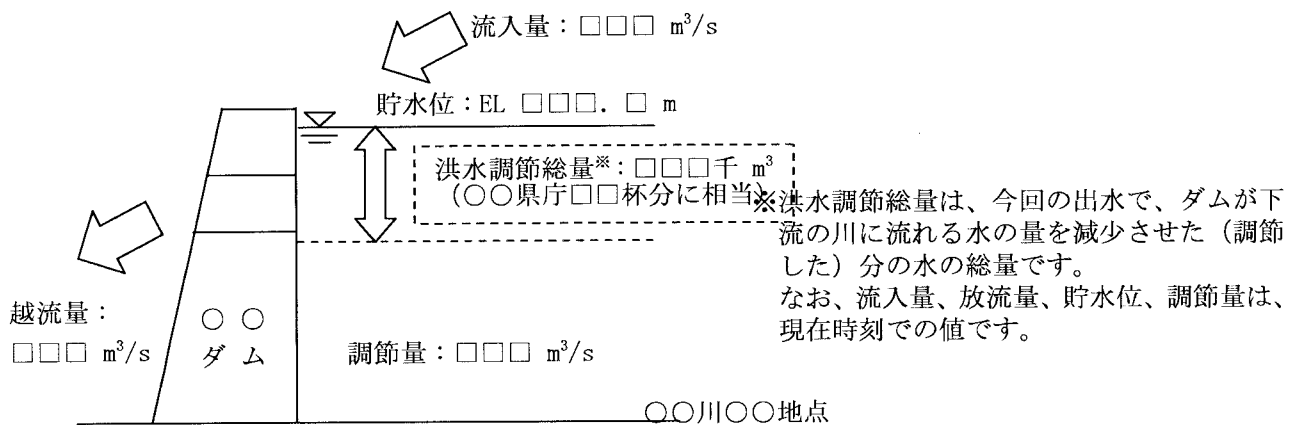 流入量：□□□ m³/s
貯水位：EL □□□. □ m
洪水調節総量※：□□□千 m³
（○○県庁□□杯分に相当）
※洪水調節総量は、今回の出水で、ダムが下
流の川に流れる水の量を減少させた（調節
した）分の水の総量です。
なお、流入量、放流量、貯水位、調節量は、
現在時刻での値です。
越流量：
□□□ m³/s
○ ○
ダ ム
調節量：□□□ m³/s
○○川○○地点